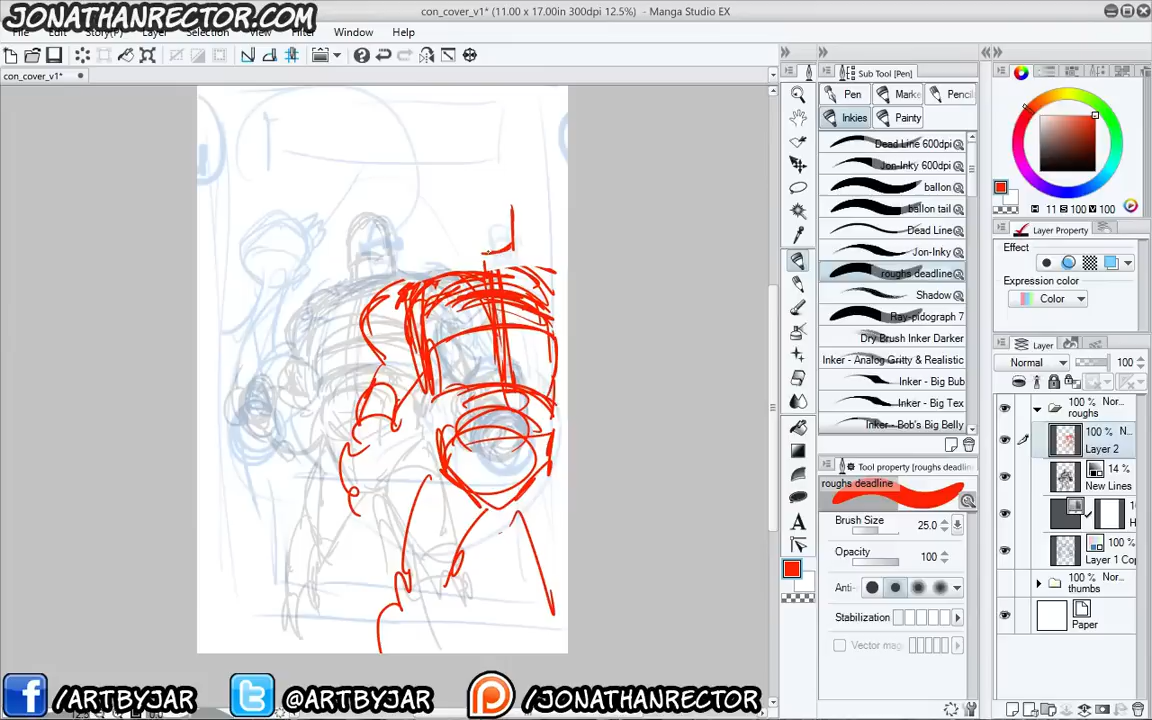 JONATHANRECTOR.COM
con_cover_v1* (11.00 x 17.00in 300dpi 12.5%) - Manga Studio EX
File Edit Story(P) Layer Selection View Filter Window Help
con_cover_v1*
Sub Tool [Pen]
Pen Marke Pencil
Inkies Painty
Dead Line 600dpi
Jon-Inky 600dpi
ballon
ballon tail
Dead Line
Jon-Inky
roughs deadline
Shadow
Ray-pidograph 7
Dry Brush Inker Darker
Inker - Analog Gritty & Realistic
Inker - Big Bub
Inker - Big Tex
Inker - Bob's Big Belly
Tool property [roughs deadlin
roughs deadline
Brush Size 25.0
Opacity 100
Anti-
Stabilization
Vector mag
H 11 S 100 V 100
Layer Property
Effect
Expression color
Color
Layer
Normal 100
100 % Nor
roughs
100 % N..
Layer 2
14 %
New Lines
100 %
Layer 1 Cop
100 % Nor
thumbs
Paper
/ARTBYJAR @ARTBYJAR /JONATHANRECTOR